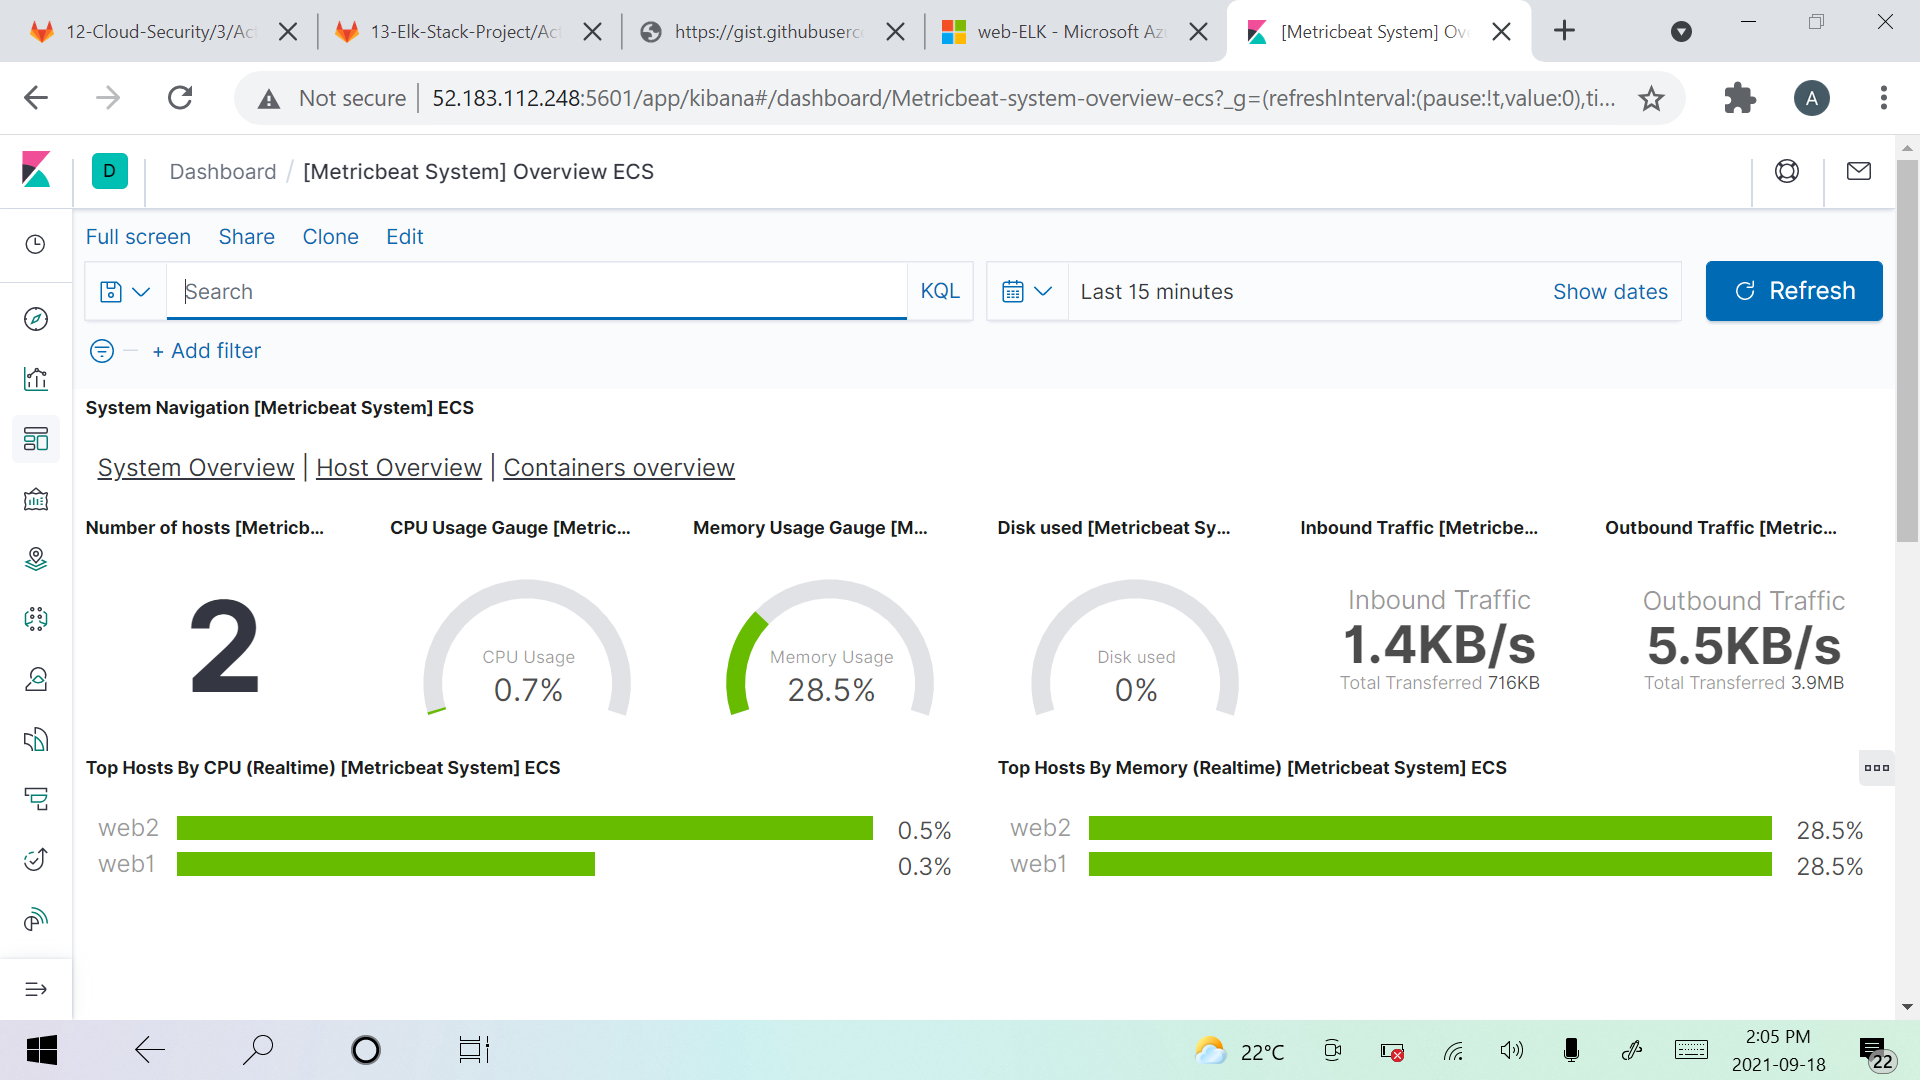 12-Cloud-Security/3/Act
13-Elk-Stack-Project/Act
https://gist.githubuserco
web-ELK - Microsoft Azu
[Metricbeat System] Ove
Not secure
52.183.112.248:5601/app/kibana#/dashboard/Metricbeat-system-overview-ecs?_g=(refreshInterval:(pause:!t,value:0),ti...
A
D
Dashboard / [Metricbeat System] Overview ECS
Full screen Share Clone Edit
Search
KQL
Last 15 minutes
Show dates
Refresh
+ Add filter
System Navigation [Metricbeat System] ECS
System Overview | Host Overview | Containers overview
Number of hosts [Metricb...
CPU Usage Gauge [Metric...
Memory Usage Gauge [M...
Disk used [Metricbeat Sy...
Inbound Traffic [Metricbe...
Outbound Traffic [Metric...
2
CPU Usage
0.7%
Memory Usage
28.5%
Disk used
0%
Inbound Traffic
1.4KB/s
Total Transferred 716KB
Outbound Traffic
5.5KB/s
Total Transferred 3.9MB
Top Hosts By CPU (Realtime) [Metricbeat System] ECS
web2 0.5%
web1 0.3%
Top Hosts By Memory (Realtime) [Metricbeat System] ECS
web2 28.5%
web1 28.5%
22°C
2:05 PM
2021-09-18
22